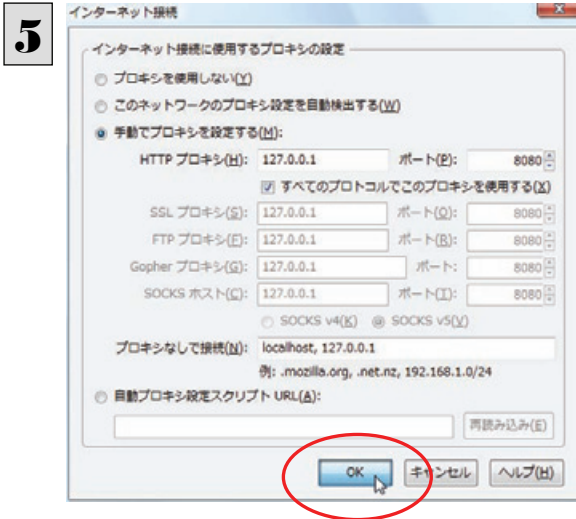 5
インターネット接続
インターネット接続に使用するプロキシの設定
プロキシを使用しない(Y)
このネットワークのプロキシ設定を自動検出する(W)
手動でプロキシを設定する(M):
HTTP プロキシ(H): 127.0.0.1 ポート(P): 8080
すべてのプロトコルでこのプロキシを使用する(X)
SSL プロキシ(S): 127.0.0.1 ポート(O): 8080
FTP プロキシ(F): 127.0.0.1 ポート(R): 8080
Gopher プロキシ(G): 127.0.0.1 ポート: 8080
SOCKS ホスト(C): 127.0.0.1 ポート(T): 8080
SOCKS v4(K) SOCKS v5(V)
プロキシなしで接続(N): localhost, 127.0.0.1
例: .mozilla.org, .net.nz, 192.168.1.0/24
自動プロキシ設定スクリプト URL(A):
再読み込み(E)
OK キャンセル ヘルプ(H)